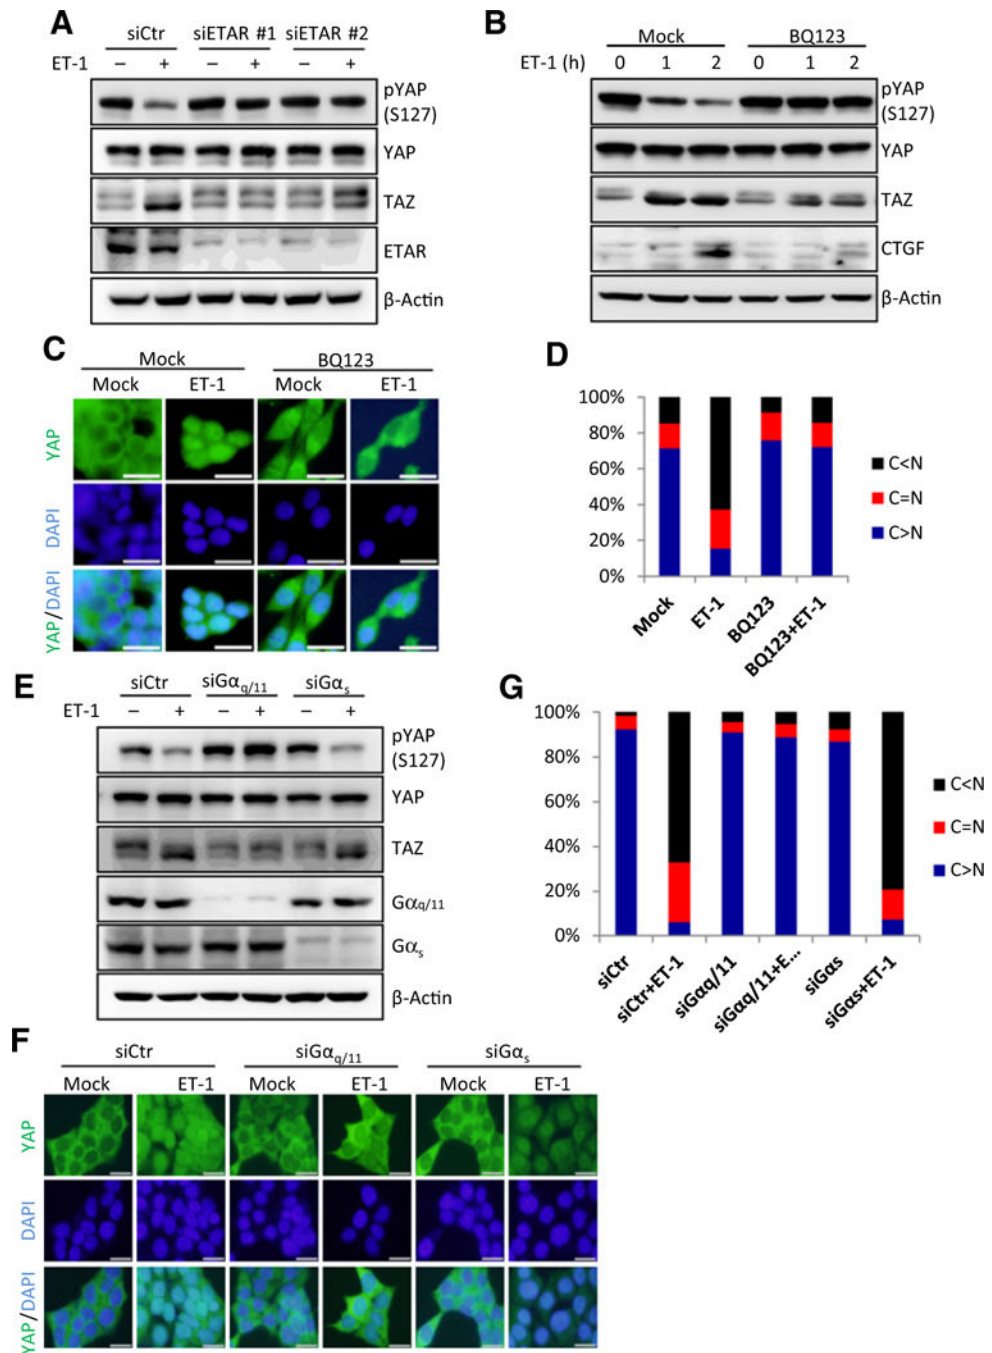 A
siCtr siETAR #1 siETAR #2
ET-1 – + – + – +
pYAP
(S127)
YAP
TAZ
ETAR
β-Actin
B
Mock BQ123
ET-1 (h) 0 1 2 0 1 2
pYAP
(S127)
YAP
TAZ
CTGF
β-Actin
C
Mock BQ123
Mock ET-1 Mock ET-1
YAP
DAPI
YAP/DAPI
D
100%
80%
60%
40%
20%
0%
Mock
ET-1
BQ123
BQ123+ET-1
C<N
C=N
C>N
E
siCtr siGαq/11 siGαs
ET-1 – + – + – +
pYAP
(S127)
YAP
TAZ
Gαq/11
Gαs
β-Actin
G
100%
80%
60%
40%
20%
0%
siCtr
siCtr+ET-1
siGαq/11
siGαq/11+E...
siGαs
siGαs+ET-1
C<N
C=N
C>N
F
siCtr siGαq/11 siGαs
Mock ET-1 Mock ET-1 Mock ET-1
YAP
DAPI
YAP/DAPI